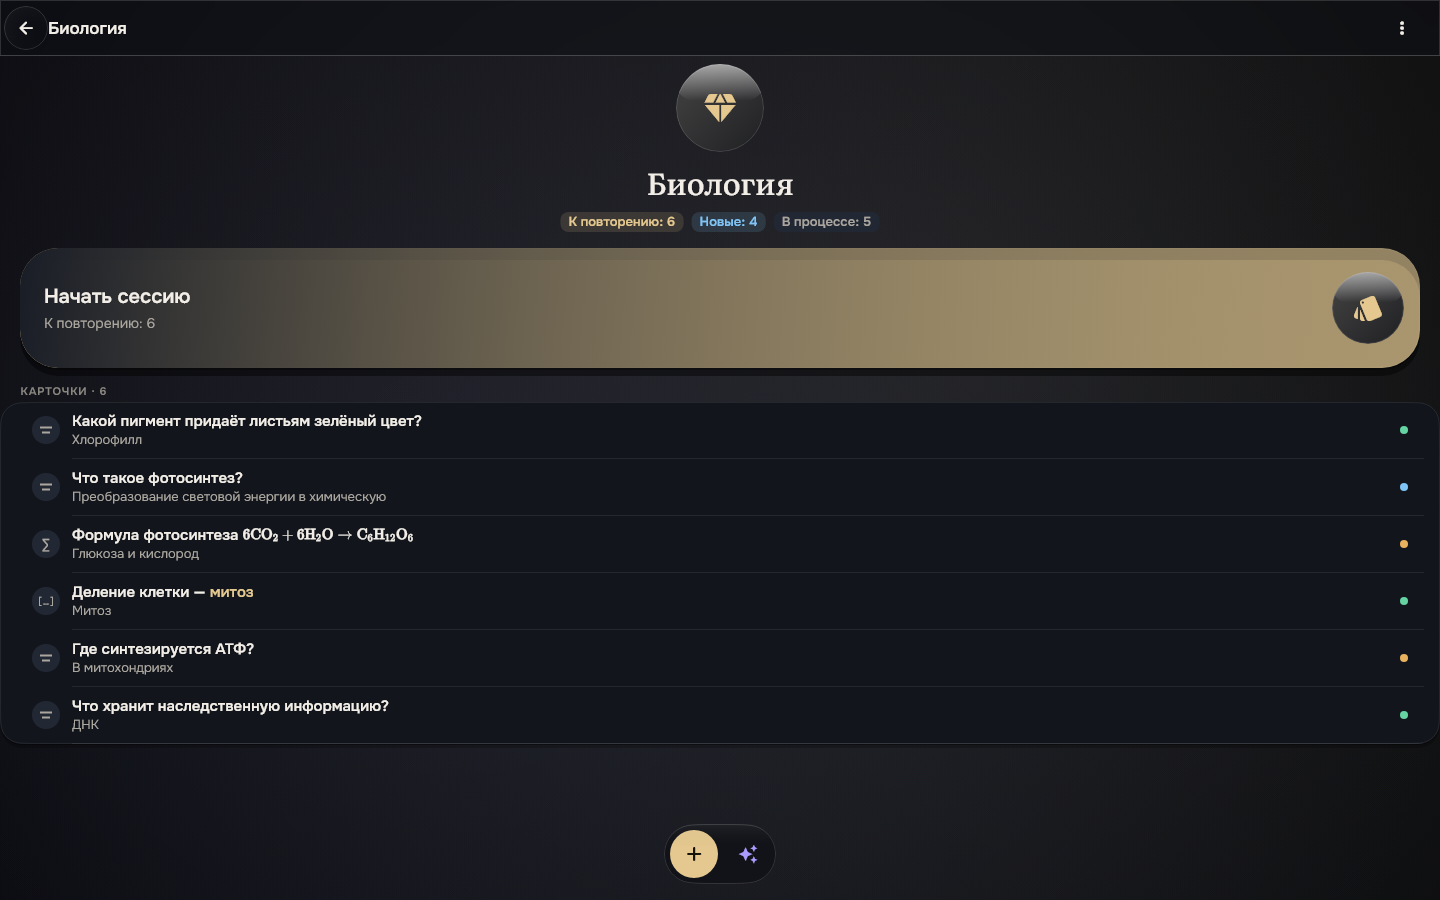 Биология
Биология
К повторению: 6 Новые: 4 В процессе: 5
Начать сессию
К повторению: 6
КАРТОЧКИ · 6
Какой пигмент придаёт листьям зелёный цвет?
Хлорофилл
Что такое фотосинтез?
Преобразование световой энергии в химическую
Формула фотосинтеза 6CO₂ + 6H₂O → C₆H₁₂O₆
∑
Глюкоза и кислород
Деление клетки — митоз
[...]
Митоз
Где синтезируется АТФ?
В митохондриях
Что хранит наследственную информацию?
ДНК